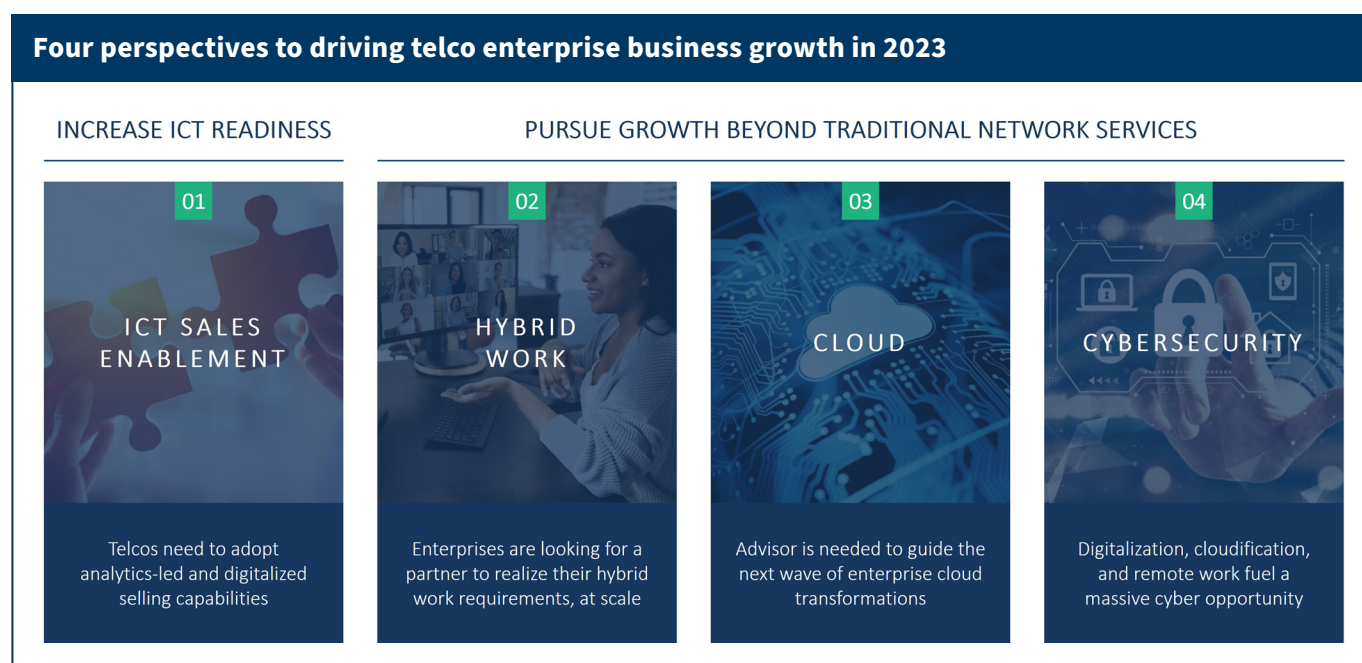 Four perspectives to driving telco enterprise business growth in 2023
INCREASE ICT READINESS
PURSUE GROWTH BEYOND TRADITIONAL NETWORK SERVICES
01
ICT SALES
ENABLEMENT
Telcos need to adopt
analytics-led and digitalized
selling capabilities
02
HYBRID
WORK
Enterprises are looking for a
partner to realize their hybrid
work requirements, at scale
03
CLOUD
Advisor is needed to guide the
next wave of enterprise cloud
transformations
04
CYBERSECURITY
Digitalization, cloudification,
and remote work fuel a
massive cyber opportunity